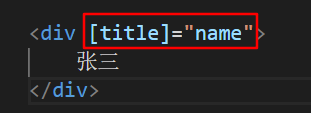 <div [title]="name">
张三
</div>